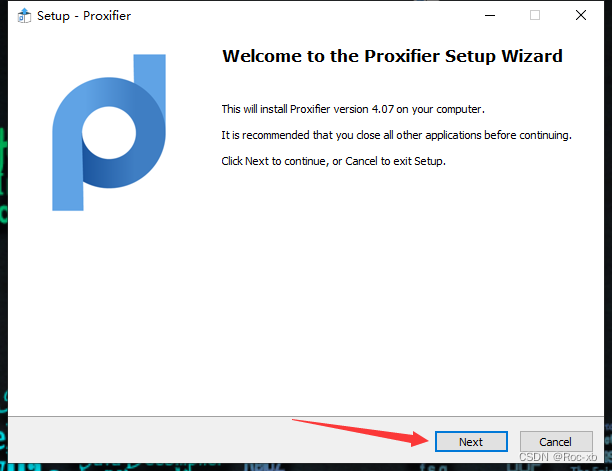 Setup - Proxifier
Welcome to the Proxifier Setup Wizard
This will install Proxifier version 4.07 on your computer.
It is recommended that you close all other applications before continuing.
Click Next to continue, or Cancel to exit Setup.
Next
Cancel
CSDN @Roc-xb